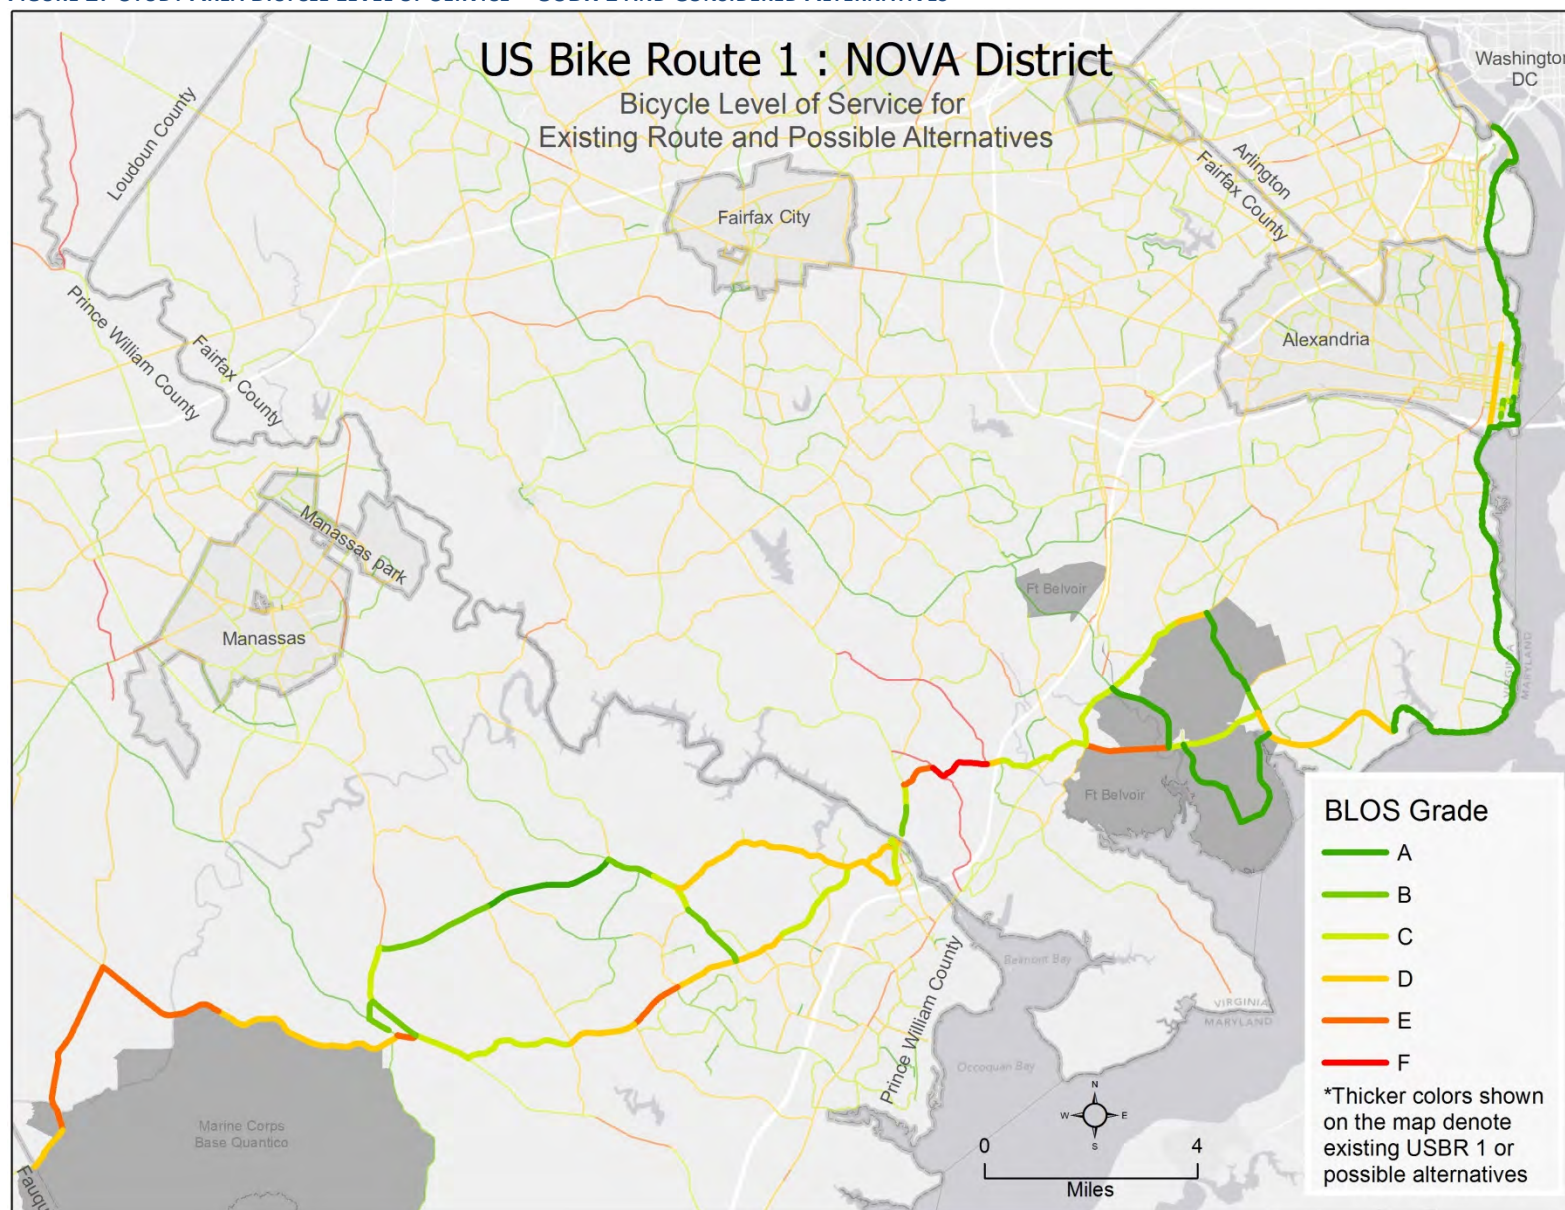 US Bike Route 1 : NOVA District
Bicycle Level of Service for
Existing Route and Possible Alternatives
Washington
DC
Loudoun County
Arlington
Fairfax County
Fairfax City
Prince William County
Fairfax County
Alexandria
Manassas park
Manassas
Ft Belvoir
VIRGINIA
MARYLAND
Ft Belvoir
Prince William County
Belmont Bay
VIRGINIA
MARYLAND
Occoquan Bay
Marine Corps
Base Quantico
Fauqu
N
W
E
S
0
4
Miles
BLOS Grade
A
B
C
D
E
F
*Thicker colors shown
on the map denote
existing USBR 1 or
possible alternatives